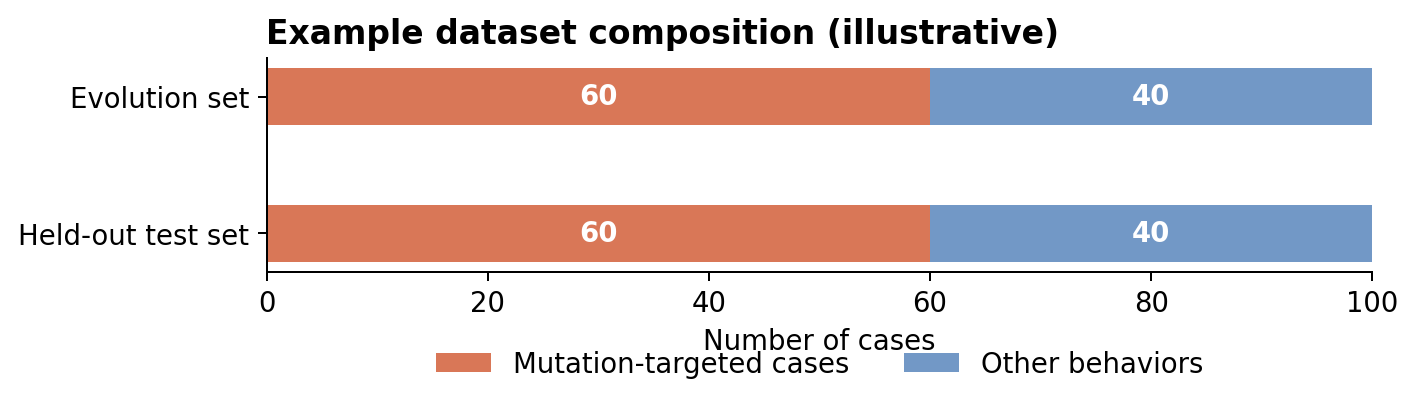 Example dataset composition (illustrative)
Evolution set
60
40
Held-out test set
60
40
0 20 40 60 80 100
Number of cases
Mutation-targeted cases
Other behaviors